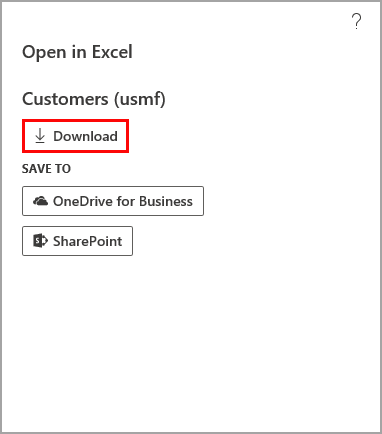 ?
Open in Excel
Customers (usmf)
Download
SAVE TO
OneDrive for Business
SharePoint